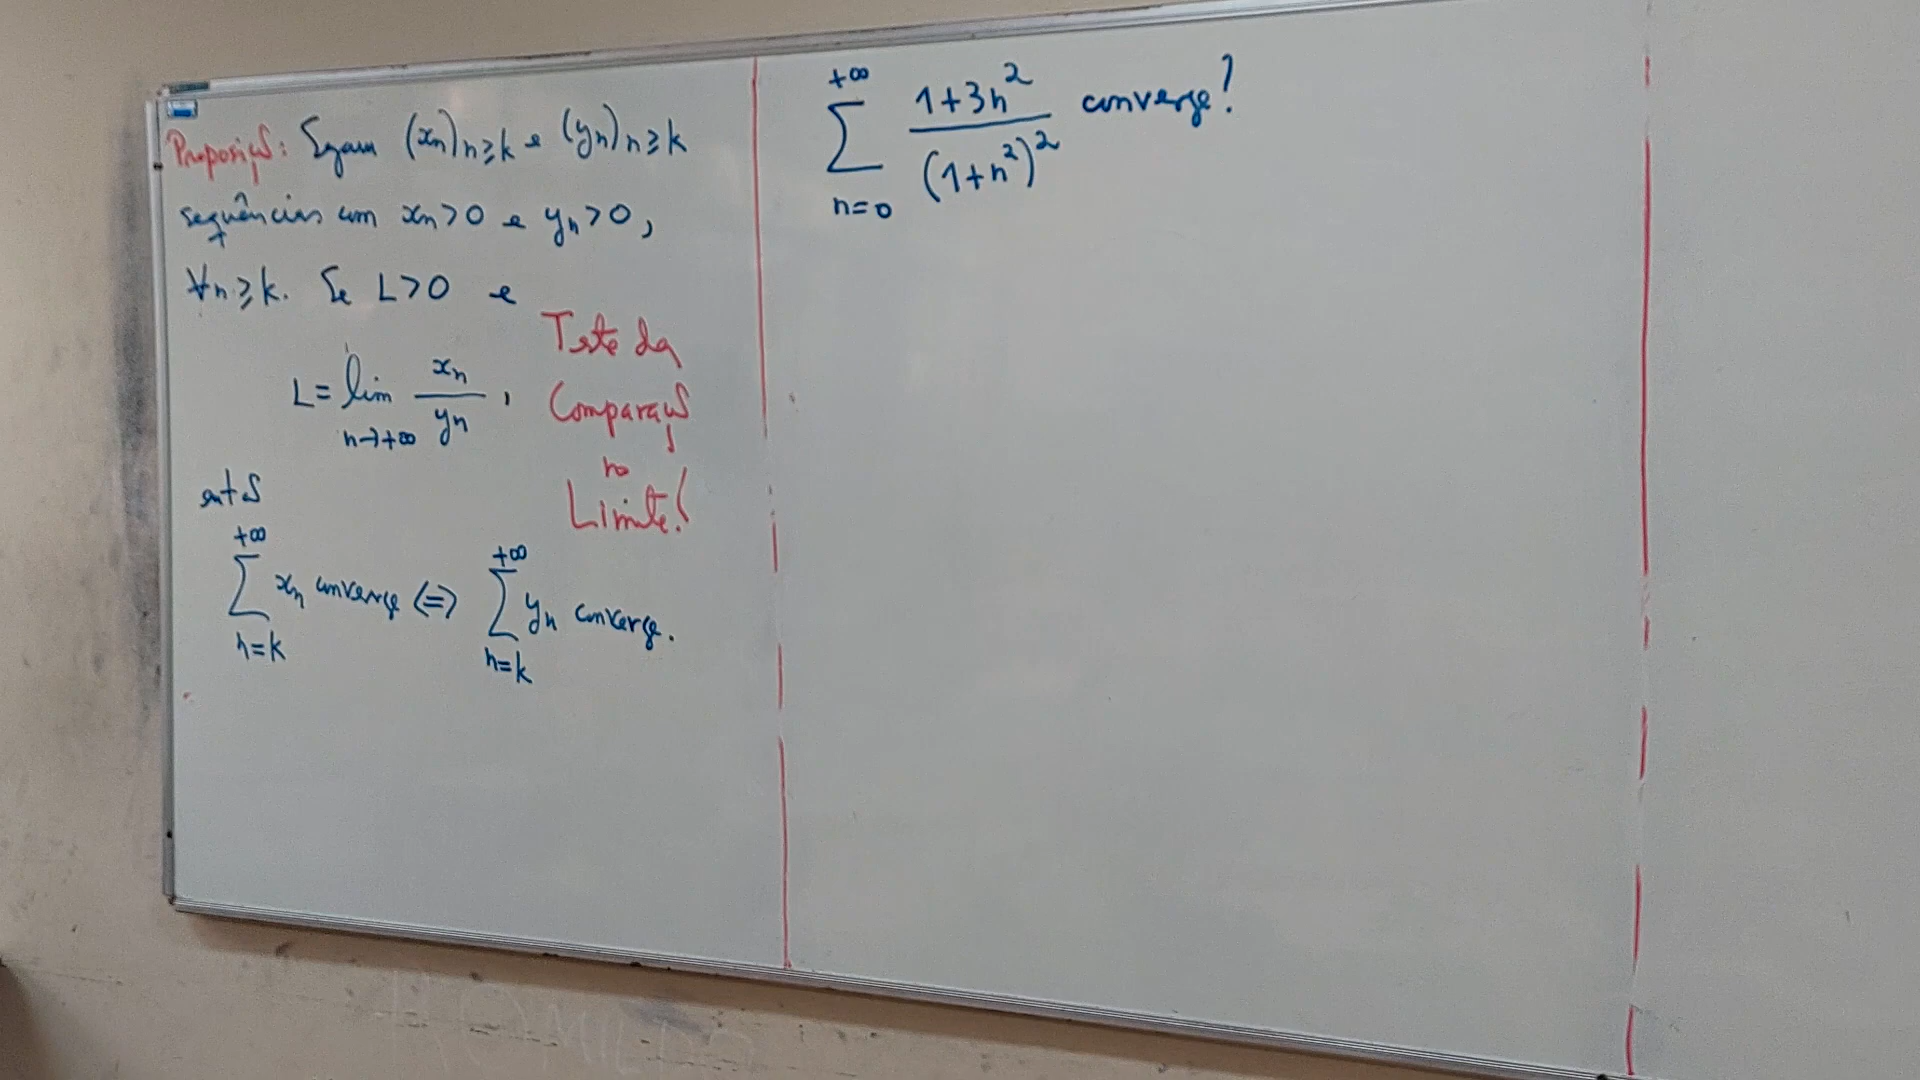 Proposição: Sejam (xn)n≥k e (yn)n≥k
sequências com xn>0 e yn>0,
∀n≥k. Se L>0 e
L = lim n→+∞ xn/yn,
então
+∞ ∑ n=k xn converge ⟺ +∞ ∑ n=k yn converge.
Teste da
Comparação
no
Limite!
+∞ ∑ n=0 (1+3n²)/(1+n²)² converge?